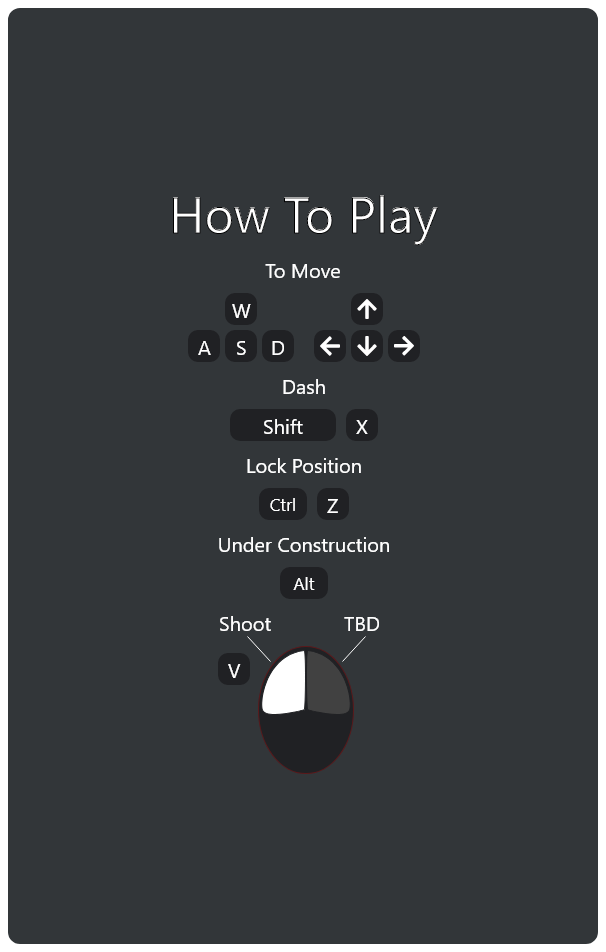 How To Play
To Move
W ↑
A S D ← ↓ →
Dash
Shift X
Lock Position
Ctrl Z
Under Construction
Alt
Shoot TBD
V